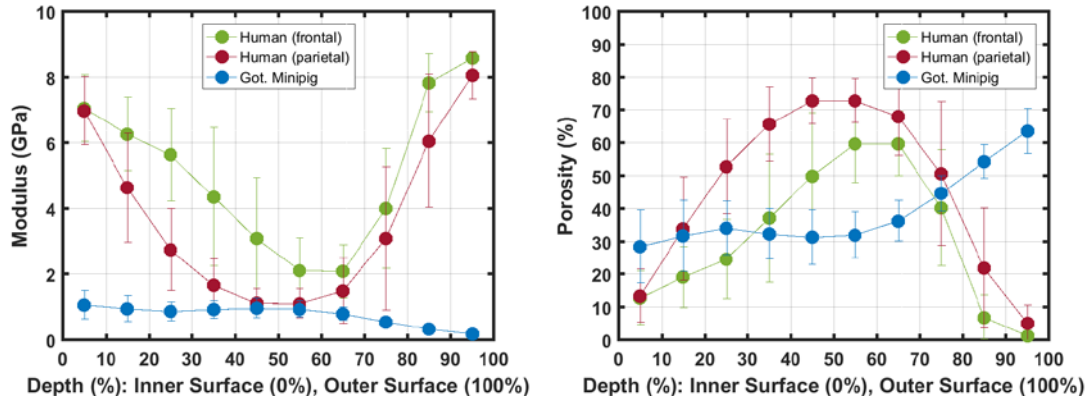 Modulus (GPa)
8
6
4
2
0
Human (frontal)
Human (parietal)
Got. Minipig
0 10 20 30 40 50 60 70 80 90 100
Depth (%): Inner Surface (0%), Outer Surface (100%)
Porosity (%)
100
90
80
70
60
50
40
30
20
10
0
Human (frontal)
Human (parietal)
Got. Minipig
0 10 20 30 40 50 60 70 80 90 100
Depth (%): Inner Surface (0%), Outer Surface (100%)